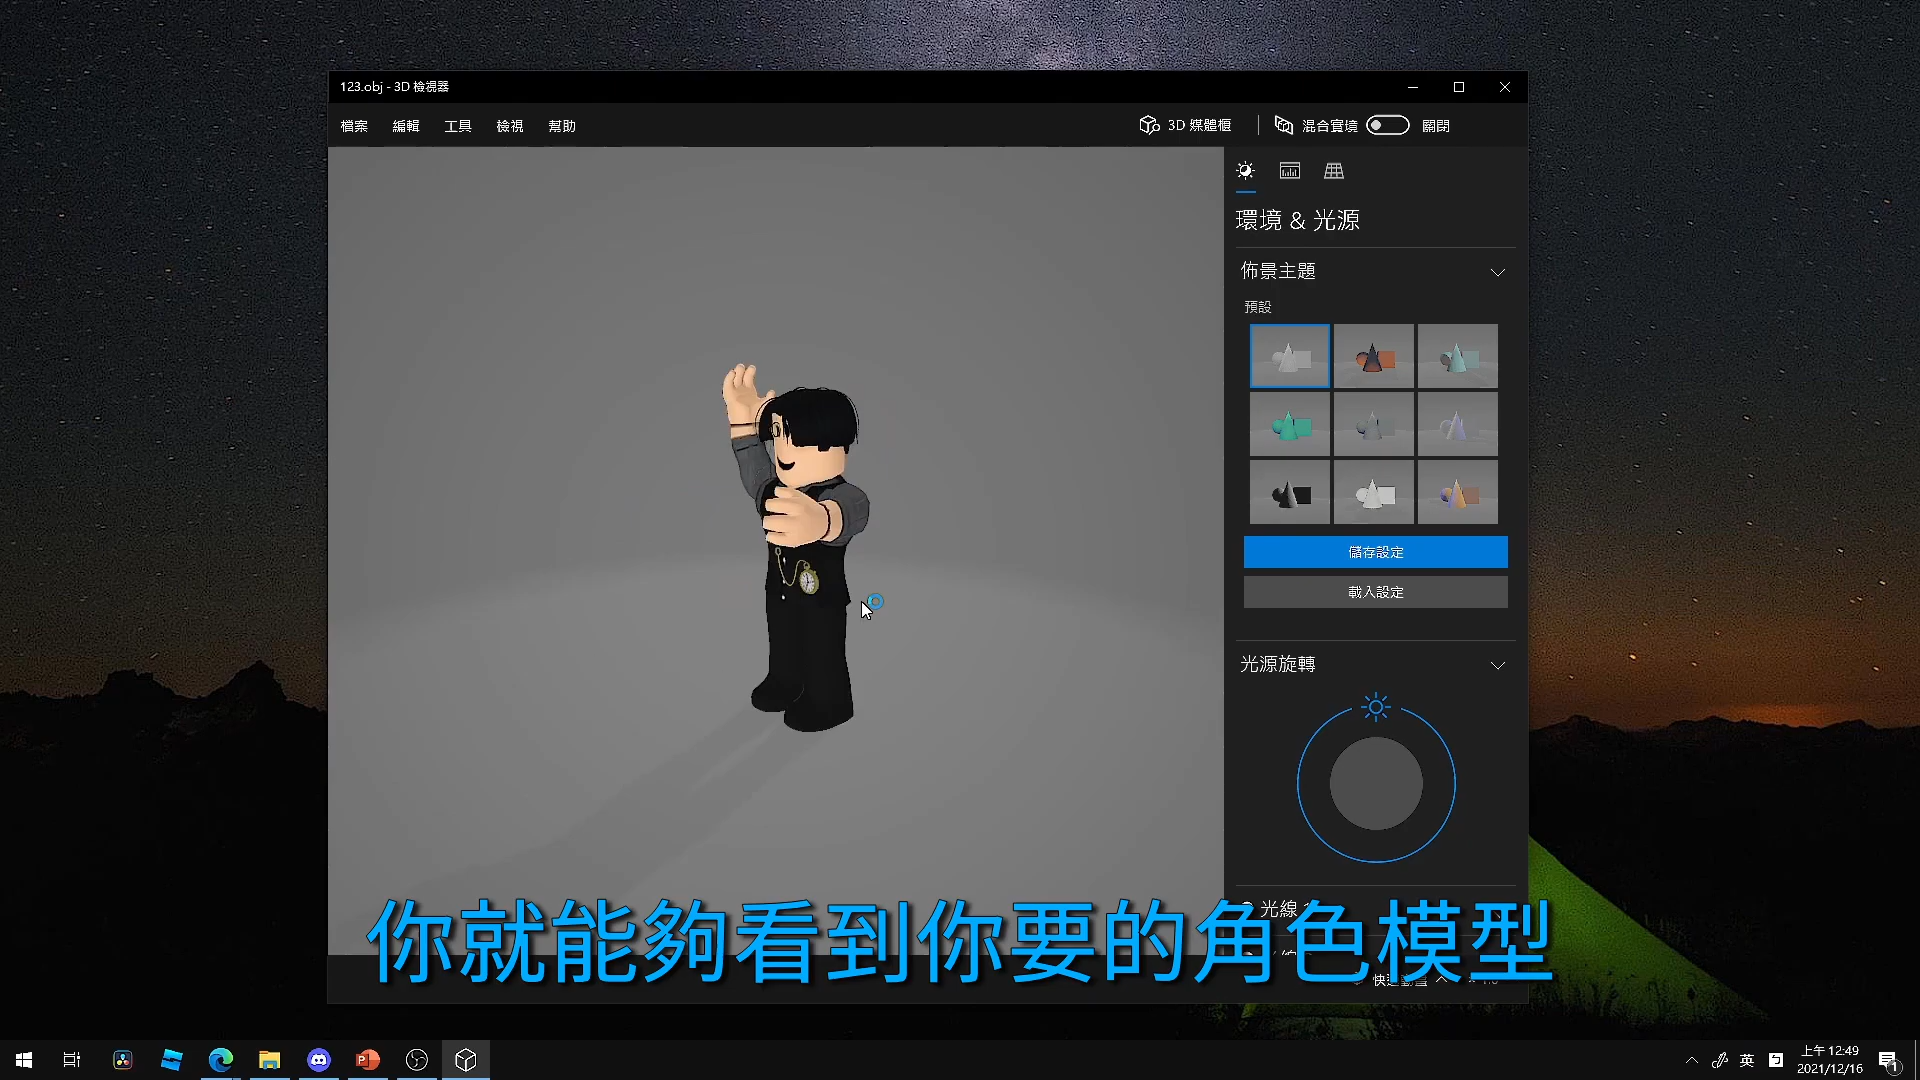 123.obj - 3D 檢視器
檔案 編輯 工具 檢視 幫助
3D 媒體櫃
混合實境 關閉
環境 & 光源
佈景主題
預設
儲存設定
載入設定
光源旋轉
光線
你就能夠看到你要的角色模型
英
上午 12:49
2021/12/16
1